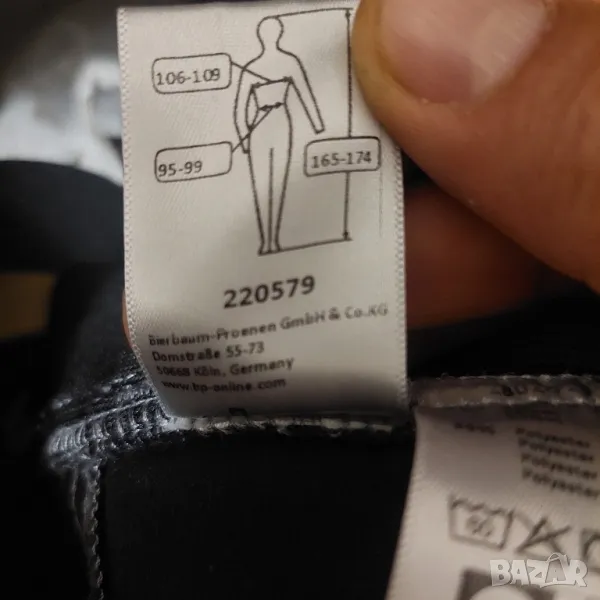 106-109
95-99
165-174
220579
Bierbaum-Proenen GmbH & Co.KG
Domstraße 55-73
50668 Köln, Germany
www.bp-online.com
Polyester
Polyester
Polyester
Polyester
60
BAZAR